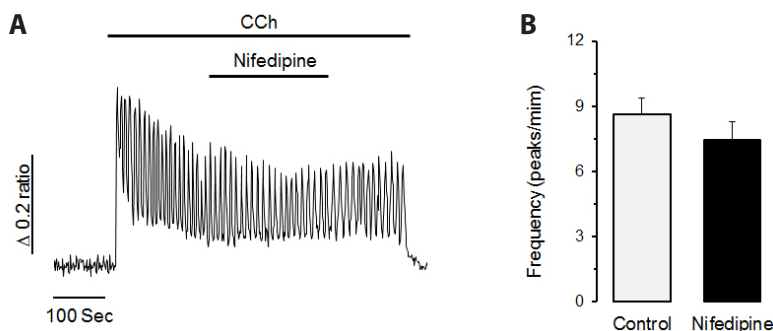 A
CCh
Nifedipine
Δ 0.2 ratio
100 Sec
B
Frequency (peaks/mim)
12
9
6
3
0
Control Nifedipine